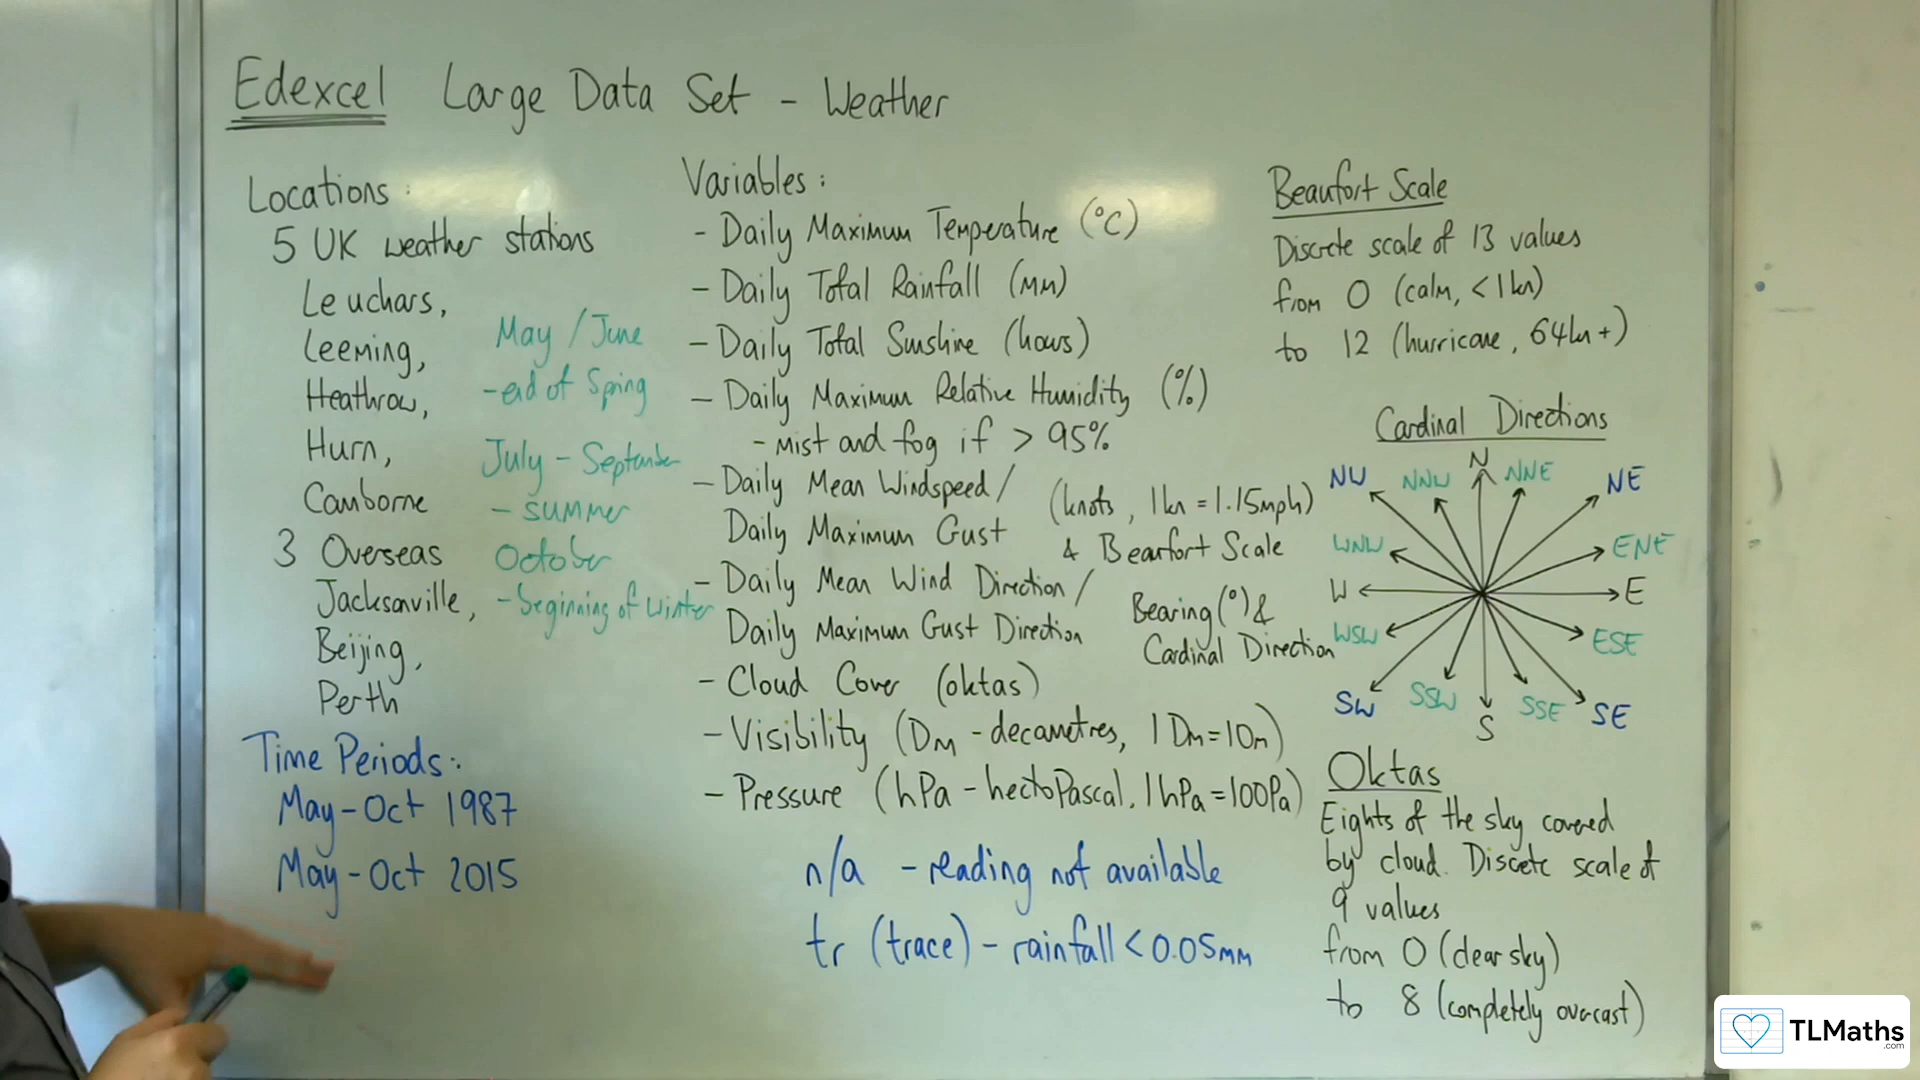 Edexcel Large Data Set - Weather
Locations:
5 UK weather stations
Leuchars,
Leeming,
Heathrow,
Hurn,
Camborne
3 Overseas
Jacksonville,
Beijing,
Perth
May/June
- end of Spring
July - September
- summer
October
- beginning of winter
Time Periods:
May - Oct 1987
May - Oct 2015
Variables:
- Daily Maximum Temperature (°C)
- Daily Total Rainfall (mm)
- Daily Total Sunshine (hours)
- Daily Maximum Relative Humidity (%)
- mist and fog if > 95%
- Daily Mean Windspeed/
Daily Maximum Gust
(knots, 1kn = 1.15mph)
& Beaufort Scale
- Daily Mean Wind Direction/
Daily Maximum Gust Direction
Bearing (°) &
Cardinal Direction
- Cloud Cover (oktas)
- Visibility (Dm - decametres, 1Dm=10m)
- Pressure (hPa - hectoPascal, 1hPa=100Pa)
n/a - reading not available
tr (trace) - rainfall < 0.05mm
Beaufort Scale
Discrete scale of 13 values
from 0 (calm, <1kn)
to 12 (hurricane, 64kn+)
Cardinal Directions
N
NW NNW NNE NE
WNW ENE
W E
WSW ESE
SW SSW SSE SE
S
Oktas
Eights of the sky covered
by cloud. Discrete scale of
9 values
from 0 (clear sky)
to 8 (completely overcast)
TLMaths
.com